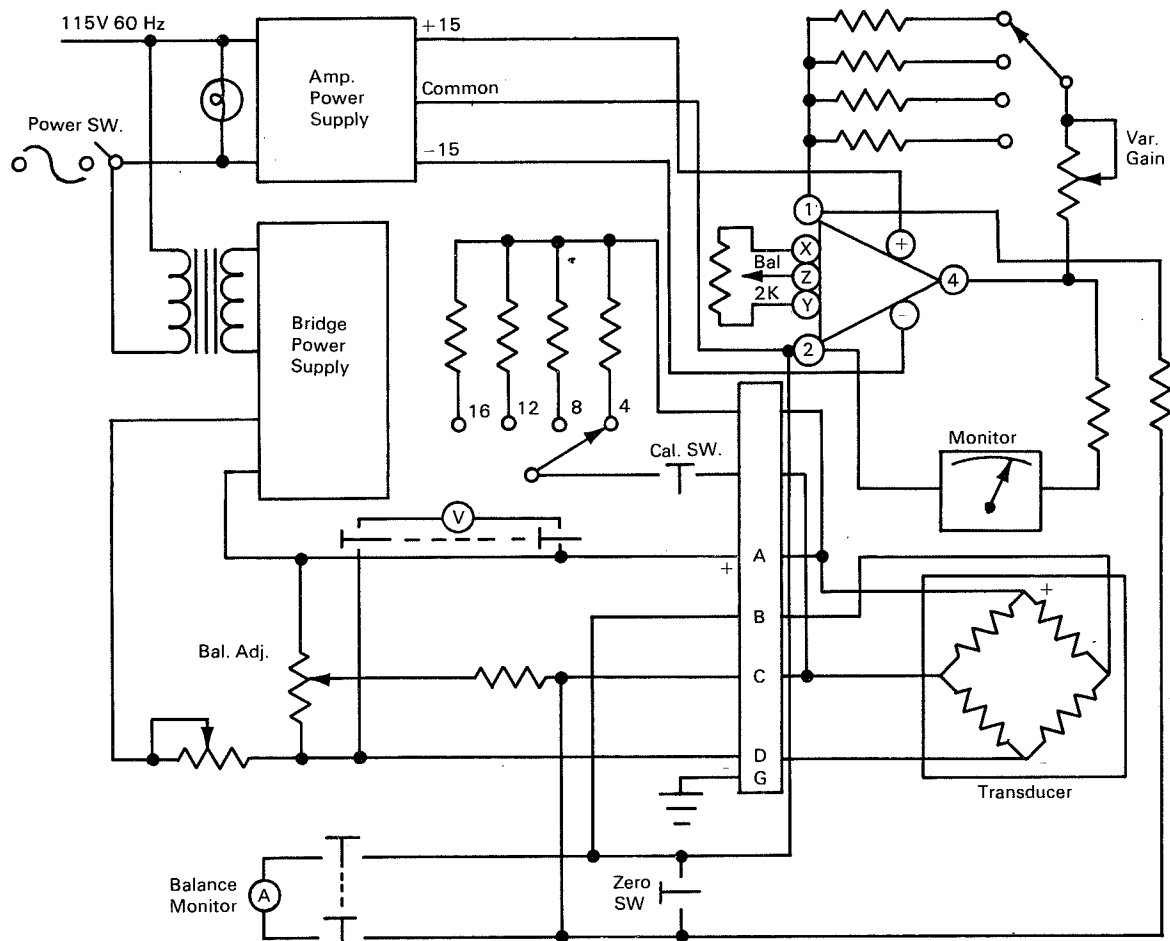 115V 60 Hz
+15
Amp.
Power
Supply
Common
-15
Power SW.
Var.
Gain
1
+
X
Bal
Z
2K
Y
4
-
2
Bridge
Power
Supply
16
12
8
4
Cal. SW.
Monitor
V
A
+
B
+
Bal. Adj.
C
D
-
G
-
Transducer
Balance
Monitor
A
Zero
SW